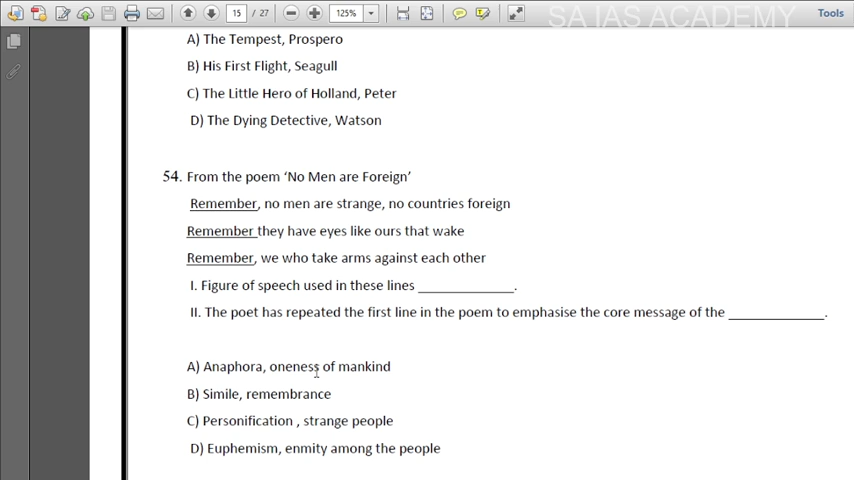 15 / 27 125% Tools
SA IAS ACADEMY
A) The Tempest, Prospero
B) His First Flight, Seagull
C) The Little Hero of Holland, Peter
D) The Dying Detective, Watson
54. From the poem ‘No Men are Foreign’
Remember, no men are strange, no countries foreign
Remember they have eyes like ours that wake
Remember, we who take arms against each other
I. Figure of speech used in these lines ______________.
II. The poet has repeated the first line in the poem to emphasise the core message of the ______________.
A) Anaphora, oneness of mankind
B) Simile, remembrance
C) Personification , strange people
D) Euphemism, enmity among the people